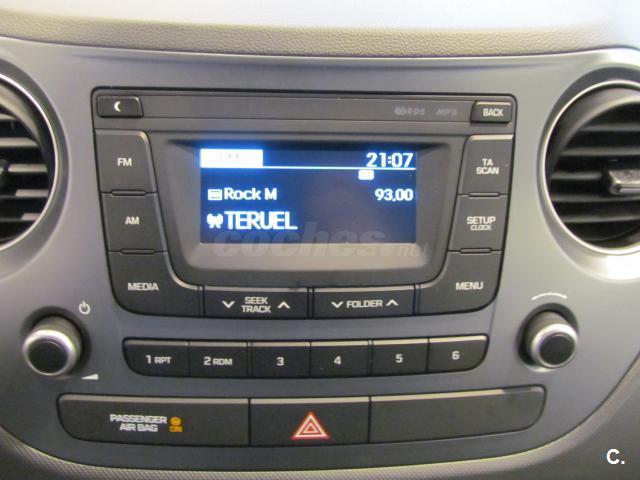 RDS MP3
BACK
FM
21:07
TA
SCAN
Rock M 93.00
TERUEL
AM
SETUP
CLOCK
coches.net
MEDIA
SEEK
TRACK
FOLDER
MENU
1 RPT
2 RDM
3
4
5
6
PASSENGER
AIR BAG
ON
C.